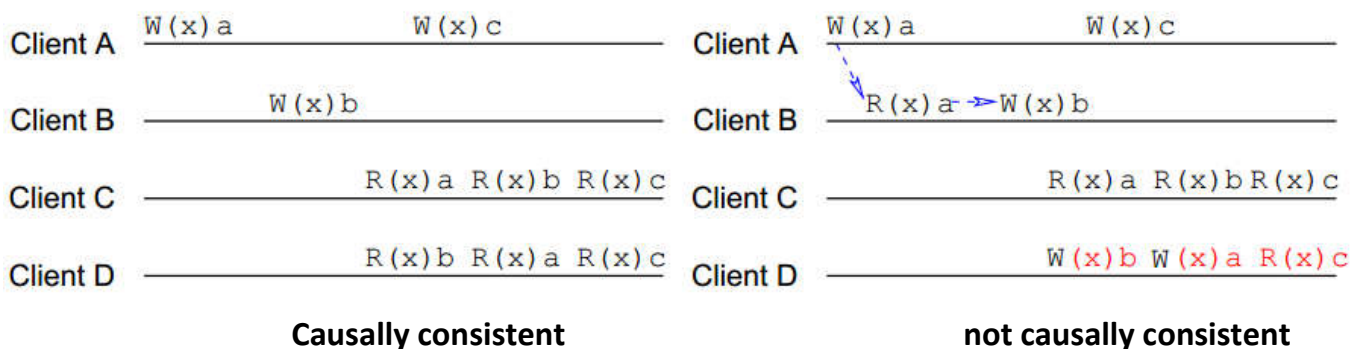 W(x)a W(x)c
Client A
W(x)b
Client B
R(x)a R(x)b R(x)c
Client C
R(x)b R(x)a R(x)c
Client D
Causally consistent
W(x)a W(x)c
Client A
R(x)a W(x)b
Client B
R(x)a R(x)b R(x)c
Client C
W(x)b W(x)a R(x)c
Client D
not causally consistent